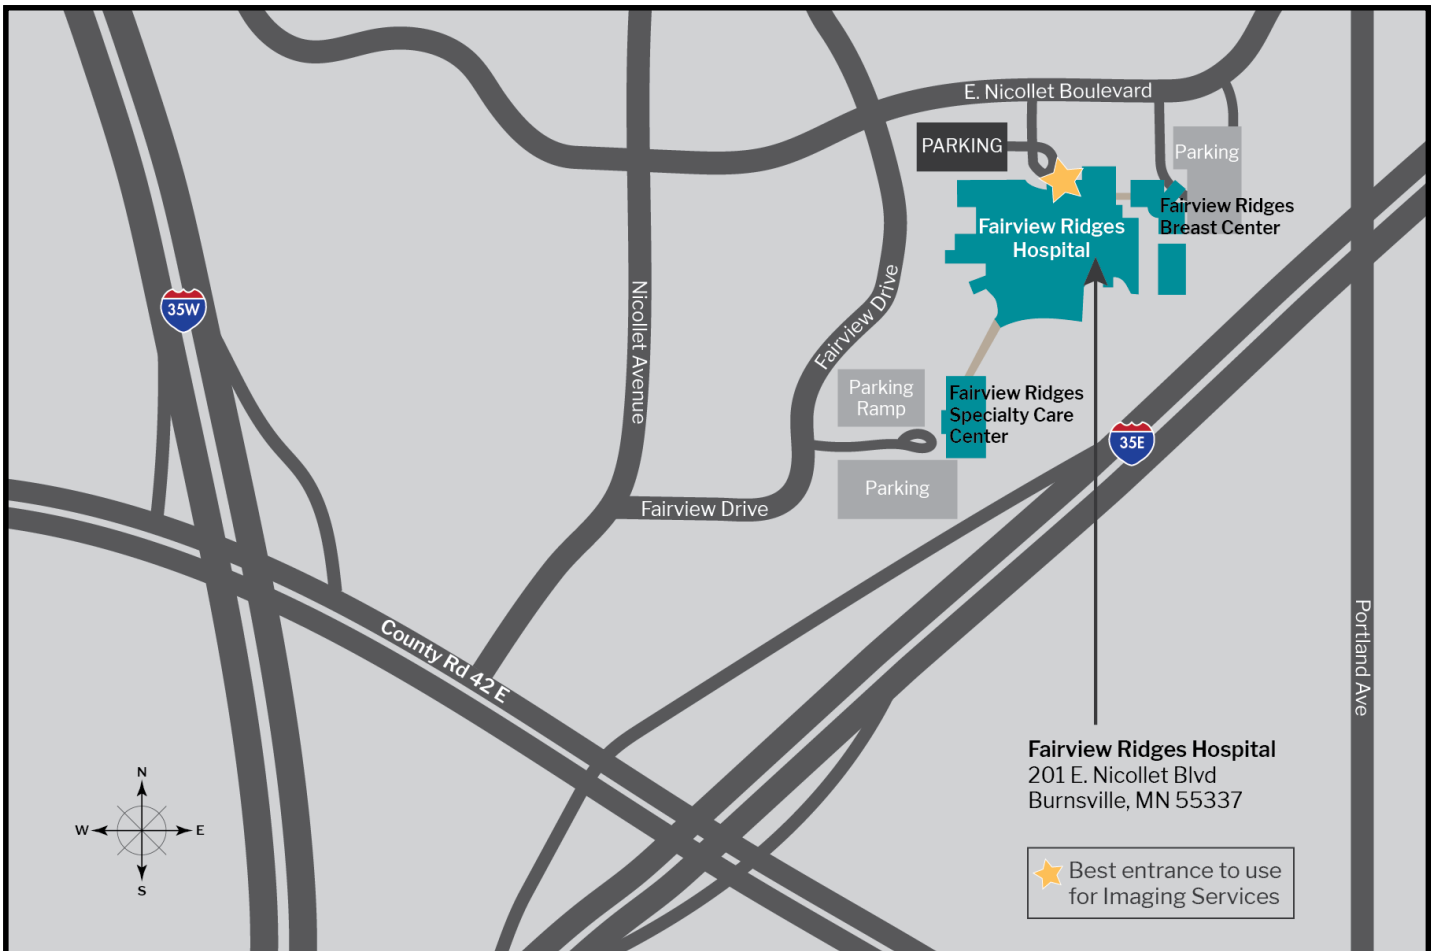 E. Nicollet Boulevard
PARKING
Parking
Fairview Ridges
Breast Center
Fairview Ridges
Hospital
35W
Nicollet Avenue
Fairview Drive
Parking
Ramp
Fairview Ridges
Specialty Care
Center
35E
Parking
Fairview Drive
County Rd 42 E
Portland Ave
Fairview Ridges Hospital
201 E. Nicollet Blvd
Burnsville, MN 55337
N
W
E
S
Best entrance to use
for Imaging Services